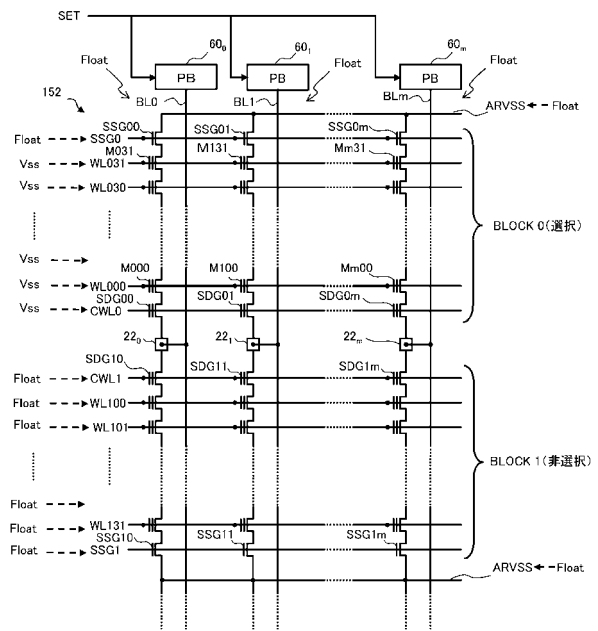 SET
60₀ 60₁ 60ₘ
Float Float Float
PB PB PB
152
BL0 BL1 BLm
ARVSS Float
SSG00 SSG01 SSG0m
Float SSG0
M031 M131 Mm31
Vss WL031
Vss WL030
BLOCK 0(選択)
Vss
M000 M100 Mm00
Vss WL000
SDG00 SDG01 SDG0m
Vss CWL0
22₀ 22₁ 22ₘ
SDG10 SDG11 SDG1m
Float CWL1
Float WL100
Float WL101
BLOCK 1(非選択)
Float
Float WL131
SSG10 SSG11 SSG1m
Float SSG1
ARVSS Float